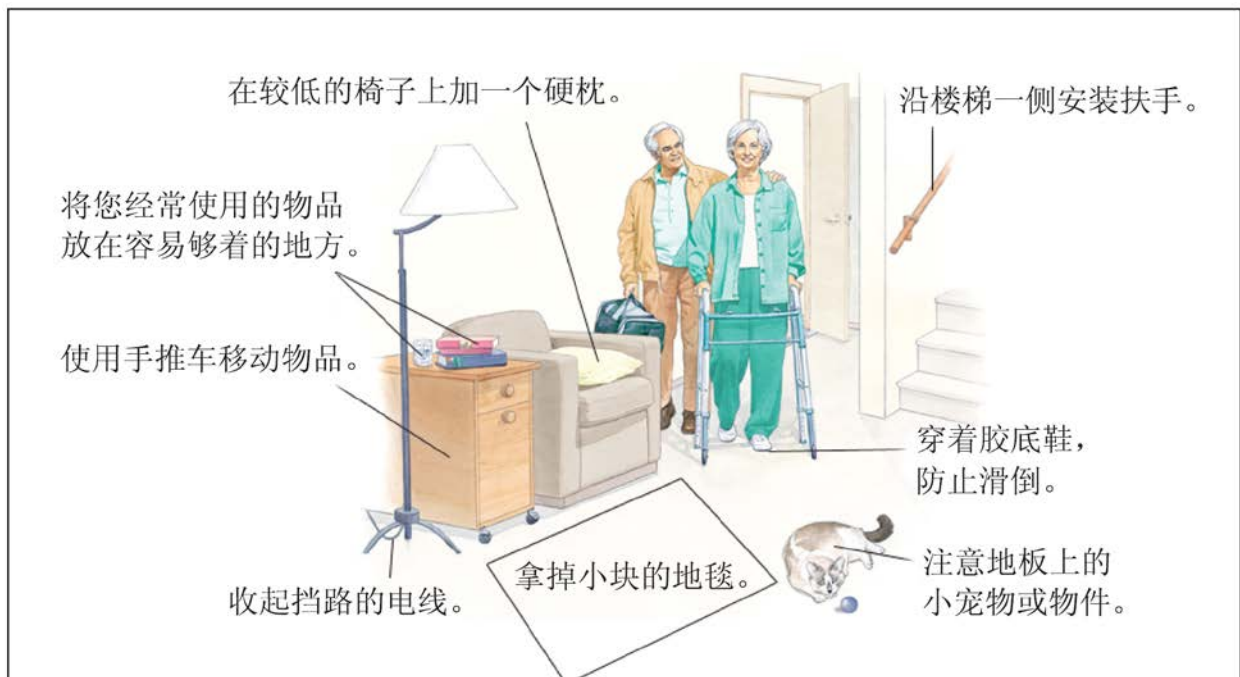 在较低的椅子上加一个硬枕。
沿楼梯一侧安装扶手。
将您经常使用的物品
放在容易够着的地方。
使用手推车移动物品。
穿着胶底鞋，
防止滑倒。
拿掉小块的地毯。
注意地板上的
小宠物或物件。
收起挡路的电线。